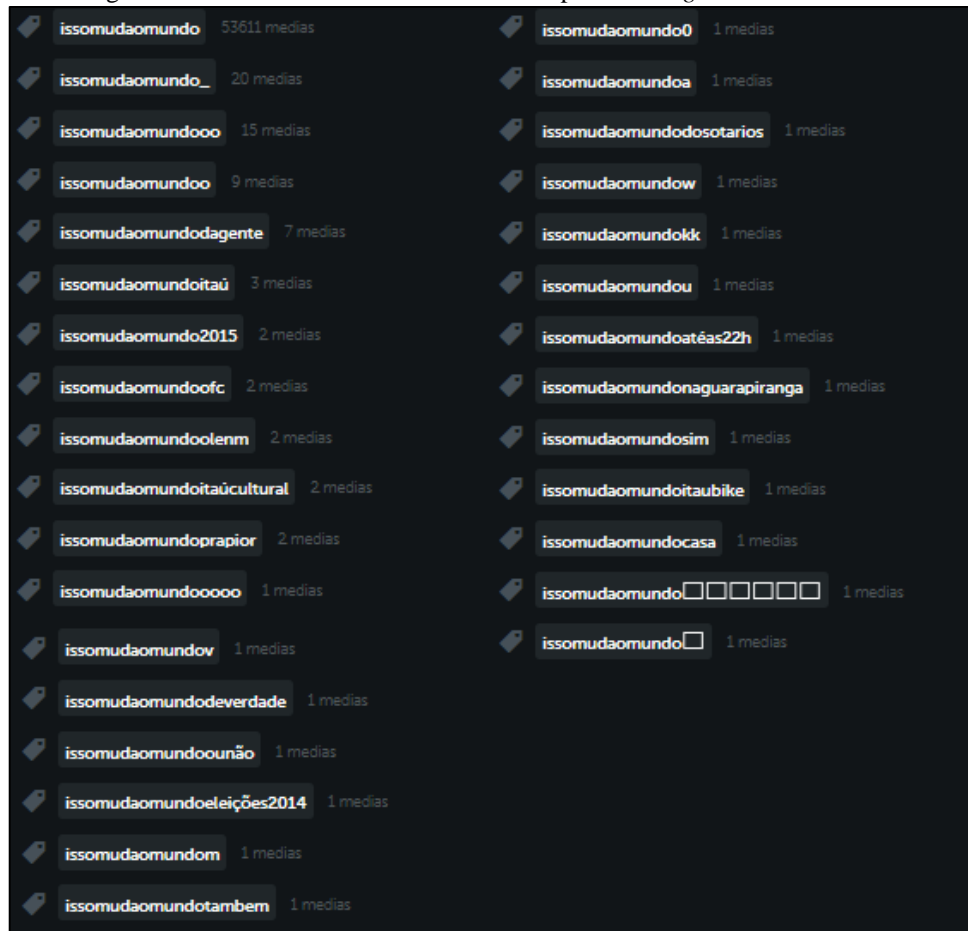 issomudaomundo 53611 medias
issomudaomundo_ 20 medias
issomudaomundooo 15 medias
issomudaomundoo 9 medias
issomudaomundodagente 7 medias
issomudaomundoitaú 3 medias
issomudaomundo2015 2 medias
issomudaomundoofc 2 medias
issomudaomundoolenm 2 medias
issomudaomundoitaúcultural 2 medias
issomudaomundoprapior 2 medias
issomudaomundooooo 1 medias
issomudaomundov 1 medias
issomudaomundodeverdade 1 medias
issomudaomundoounão 1 medias
issomudaomundoeleições2014 1 medias
issomudaomundom 1 medias
issomudaomundotambem 1 medias
issomudaomundo0 1 medias
issomudaomundoa 1 medias
issomudaomundodosotarios 1 medias
issomudaomundow 1 medias
issomudaomundokk 1 medias
issomudaomundou 1 medias
issomudaomundoatéas22h 1 medias
issomudaomundonaguarapiranga 1 medias
issomudaomundosim 1 medias
issomudaomundoitaubike 1 medias
issomudaomundocasa 1 medias
issomudaomundo□□□□□□ 1 medias
issomudaomundo□ 1 medias